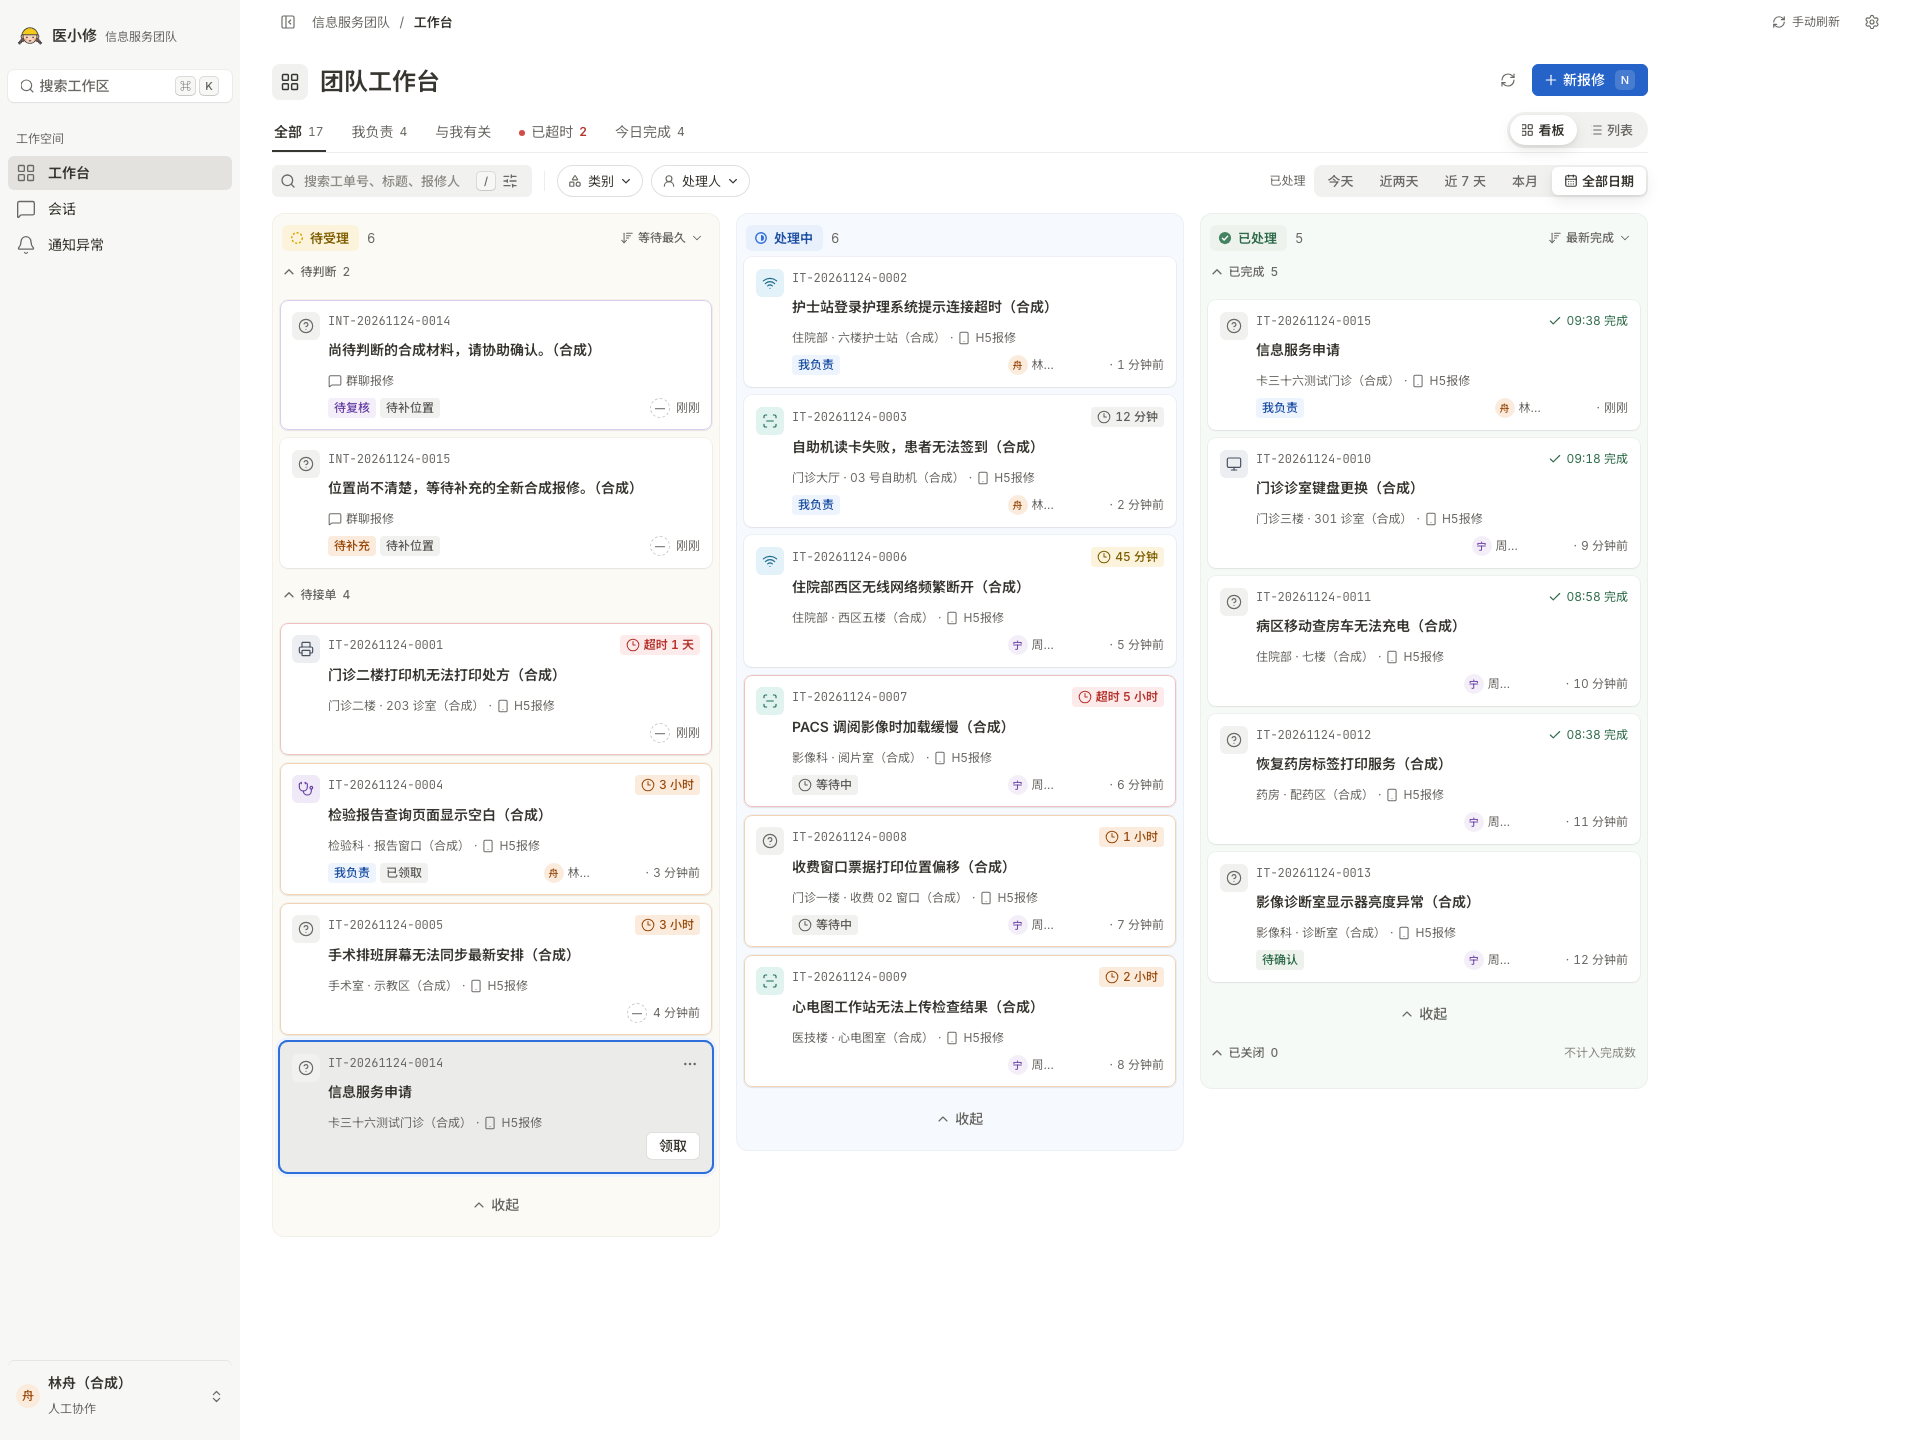 医小修 信息服务团队
搜索工作区 ⌘ K
工作空间
工作台
会话
通知异常
林舟（合成）
人工协作
舟
信息服务团队 / 工作台
手动刷新
团队工作台
新报修 N
全部 17 我负责 4 与我有关 已超时 2 今日完成 4
看板 列表
搜索工单号、标题、报修人 /
类别 处理人
已处理 今天 近两天 近 7 天 本月 全部日期
待受理 6 等待最久
待判断 2
INT-20261124-0014
尚待判断的合成材料，请协助确认。（合成）
群聊报修
待复核 待补位置 刚刚
INT-20261124-0015
位置尚不清楚，等待补充的全新合成报修。（合成）
群聊报修
待补充 待补位置 刚刚
待接单 4
IT-20261124-0001 超时 1 天
门诊二楼打印机无法打印处方（合成）
门诊二楼 · 203 诊室（合成） · H5报修
刚刚
IT-20261124-0004 3 小时
检验报告查询页面显示空白（合成）
检验科 · 报告窗口（合成） · H5报修
我负责 已领取 舟 林... · 3 分钟前
IT-20261124-0005 3 小时
手术排班屏幕无法同步最新安排（合成）
手术室 · 示教区（合成） · H5报修
4 分钟前
IT-20261124-0014 ···
信息服务申请
卡三十六测试门诊（合成） · H5报修
领取
收起
处理中 6
IT-20261124-0002
护士站登录护理系统提示连接超时（合成）
住院部 · 六楼护士站（合成） · H5报修
我负责 舟 林... · 1 分钟前
IT-20261124-0003 12 分钟
自助机读卡失败，患者无法签到（合成）
门诊大厅 · 03 号自助机（合成） · H5报修
我负责 舟 林... · 2 分钟前
IT-20261124-0006 45 分钟
住院部西区无线网络频繁断开（合成）
住院部 · 西区五楼（合成） · H5报修
宁 周... · 5 分钟前
IT-20261124-0007 超时 5 小时
PACS 调阅影像时加载缓慢（合成）
影像科 · 阅片室（合成） · H5报修
等待中 宁 周... · 6 分钟前
IT-20261124-0008 1 小时
收费窗口票据打印位置偏移（合成）
门诊一楼 · 收费 02 窗口（合成） · H5报修
等待中 宁 周... · 7 分钟前
IT-20261124-0009 2 小时
心电图工作站无法上传检查结果（合成）
医技楼 · 心电图室（合成） · H5报修
宁 周... · 8 分钟前
收起
已处理 5 最新完成
已完成 5
IT-20261124-0015 09:38 完成
信息服务申请
卡三十六测试门诊（合成） · H5报修
我负责 舟 林... · 刚刚
IT-20261124-0010 09:18 完成
门诊诊室键盘更换（合成）
门诊三楼 · 301 诊室（合成） · H5报修
宁 周... · 9 分钟前
IT-20261124-0011 08:58 完成
病区移动查房车无法充电（合成）
住院部 · 七楼（合成） · H5报修
宁 周... · 10 分钟前
IT-20261124-0012 08:38 完成
恢复药房标签打印服务（合成）
药房 · 配药区（合成） · H5报修
宁 周... · 11 分钟前
IT-20261124-0013
影像诊断室显示器亮度异常（合成）
影像科 · 诊断室（合成） · H5报修
待确认 宁 周... · 12 分钟前
收起
已关闭 0 不计入完成数